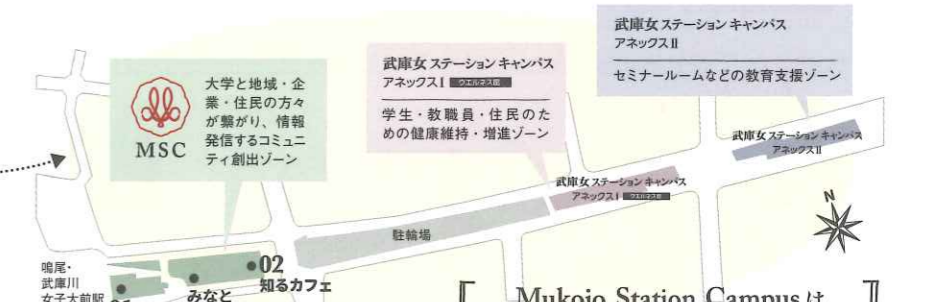 大学と地域・企
業・住民の方々
が繋がり、情報
発信するコミュニ
ティ創出ゾーン
MSC
武庫女 ステーション キャンパス
アネックスⅠ ウエルネス館
学生・教職員・住民のた
めの健康維持・増進ゾーン
武庫女 ステーション キャンパス
アネックスⅡ
セミナールームなどの教育支援ゾーン
武庫女 ステーション キャンパス
アネックスⅡ
武庫女 ステーション キャンパス
アネックスⅠ ウエルネス館
N
駐輪場
鳴尾・
武庫川
女子大前駅
みなと
02
知るカフェ
『 Mukojo Station Campus は 』